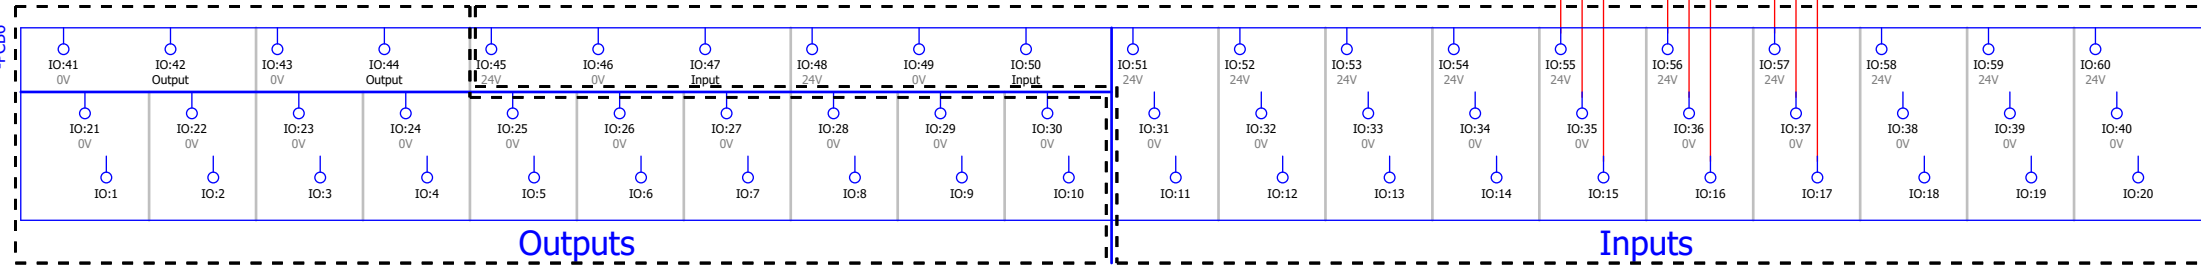 IO:41 IO:42 IO:43 IO:44 IO:45 IO:46 IO:47 IO:48 IO:49 IO:50 IO:51 IO:52 IO:53 IO:54 IO:55 IO:56 IO:57 IO:58 IO:59 IO:60
0V Output 0V Output 24V 0V Input 24V 0V Input 24V 24V 24V 24V 24V 24V 24V 24V 24V 24V
IO:21 IO:22 IO:23 IO:24 IO:25 IO:26 IO:27 IO:28 IO:29 IO:30 IO:31 IO:32 IO:33 IO:34 IO:35 IO:36 IO:37 IO:38 IO:39 IO:40
0V 0V 0V 0V 0V 0V 0V 0V 0V 0V 0V 0V 0V 0V 0V 0V 0V 0V 0V 0V
IO:1 IO:2 IO:3 IO:4 IO:5 IO:6 IO:7 IO:8 IO:9 IO:10 IO:11 IO:12 IO:13 IO:14 IO:15 IO:16 IO:17 IO:18 IO:19 IO:20
Outputs Inputs